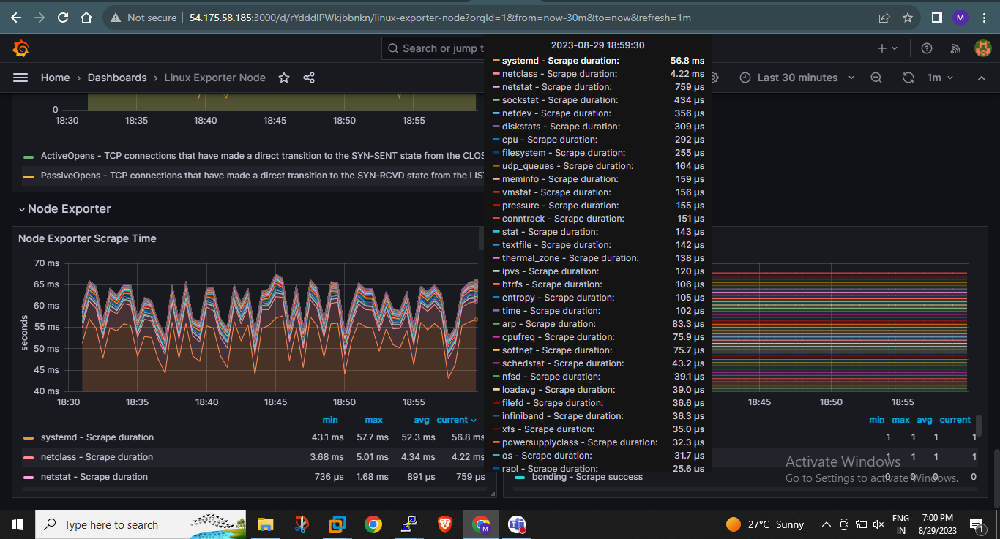 Not secure 54.175.58.185:3000/d/rYdddlPWkjbbnkn/linux-exporter-node?orgId=1&from=now-30m&to=now&refresh=1m M
Search or jump t
Home › Dashboards › Linux Exporter Node Last 30 minutes 1m
0
18:30 18:35 18:40 18:45 18:50 18:55
ActiveOpens - TCP connections that have made a direct transition to the SYN-SENT state from the CLOS
PassiveOpens - TCP connections that have made a direct transition to the SYN-RCVD state from the LIS
Node Exporter
Node Exporter Scrape Time
70 ms
65 ms
60 ms
55 ms
50 ms
45 ms
40 ms
seconds
18:30 18:35 18:40 18:45 18:50 18:55
min max avg current
systemd - Scrape duration 43.1 ms 57.7 ms 52.3 ms 56.8 ms
netclass - Scrape duration 3.68 ms 5.01 ms 4.34 ms 4.22 ms
netstat - Scrape duration 736 µs 1.68 ms 891 µs 759 µs
2023-08-29 18:59:30
systemd - Scrape duration: 56.8 ms
netclass - Scrape duration: 4.22 ms
netstat - Scrape duration: 759 µs
sockstat - Scrape duration: 434 µs
netdev - Scrape duration: 356 µs
diskstats - Scrape duration: 309 µs
cpu - Scrape duration: 292 µs
filesystem - Scrape duration: 255 µs
udp_queues - Scrape duration: 164 µs
meminfo - Scrape duration: 159 µs
vmstat - Scrape duration: 156 µs
pressure - Scrape duration: 155 µs
conntrack - Scrape duration: 151 µs
stat - Scrape duration: 143 µs
textfile - Scrape duration: 142 µs
thermal_zone - Scrape duration: 138 µs
ipvs - Scrape duration: 120 µs
btrfs - Scrape duration: 106 µs
entropy - Scrape duration: 105 µs
time - Scrape duration: 102 µs
arp - Scrape duration: 83.3 µs
cpufreq - Scrape duration: 75.9 µs
softnet - Scrape duration: 75.7 µs
schedstat - Scrape duration: 43.2 µs
nfsd - Scrape duration: 39.1 µs
loadavg - Scrape duration: 39.0 µs
filefd - Scrape duration: 36.6 µs
infiniband - Scrape duration: 36.3 µs
xfs - Scrape duration: 35.0 µs
powersupplyclass - Scrape duration: 32.3 µs
os - Scrape duration: 31.7 µs
rapl - Scrape duration: 25.6 µs
18:45 18:50 18:55
min max avg current
1 1 1 1
1 1 1 1
bonding - Scrape success 0 0 0 0
Activate Windows
Go to Settings to activate Windows.
Type here to search
M
27°C Sunny
ENG
IN
7:00 PM
8/29/2023
1